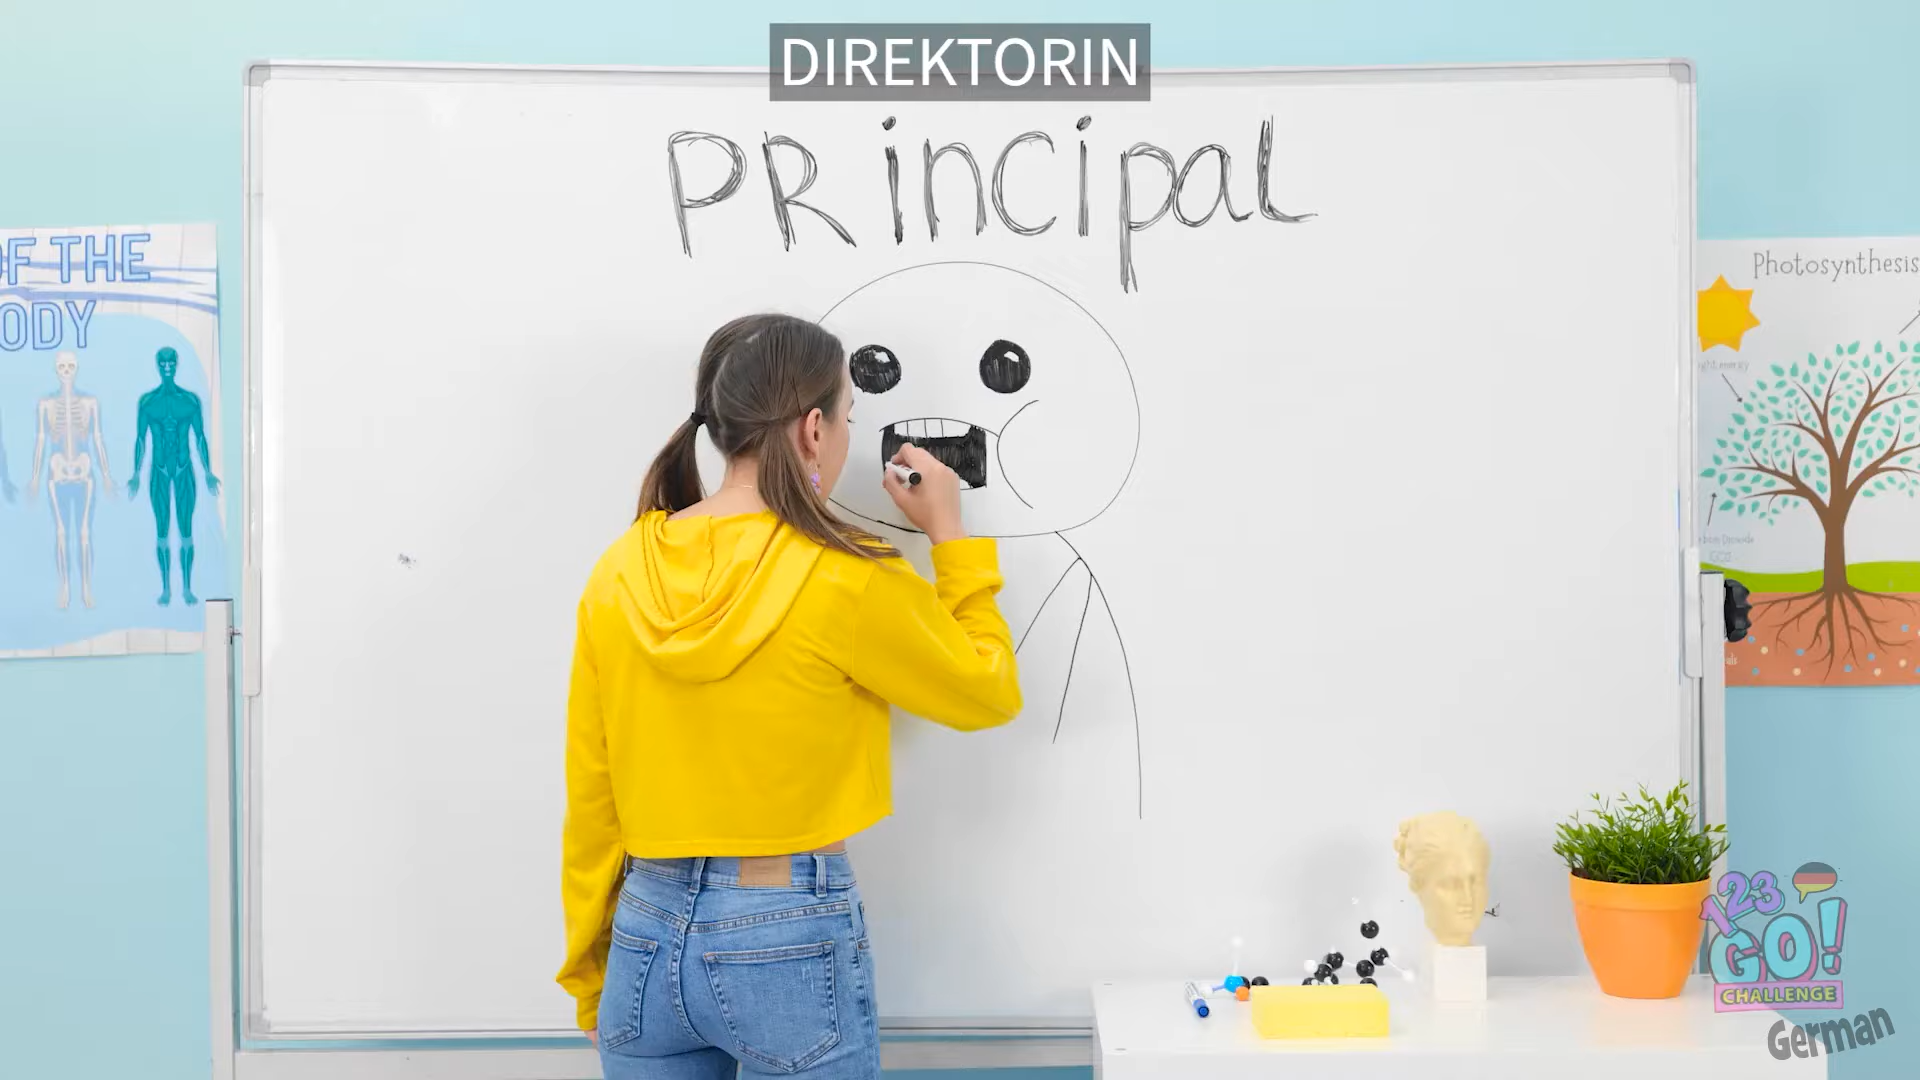 DIREKTORIN
PRincipal
OF THE
ODY
Photosynthesis
123
GO!
CHALLENGE
German